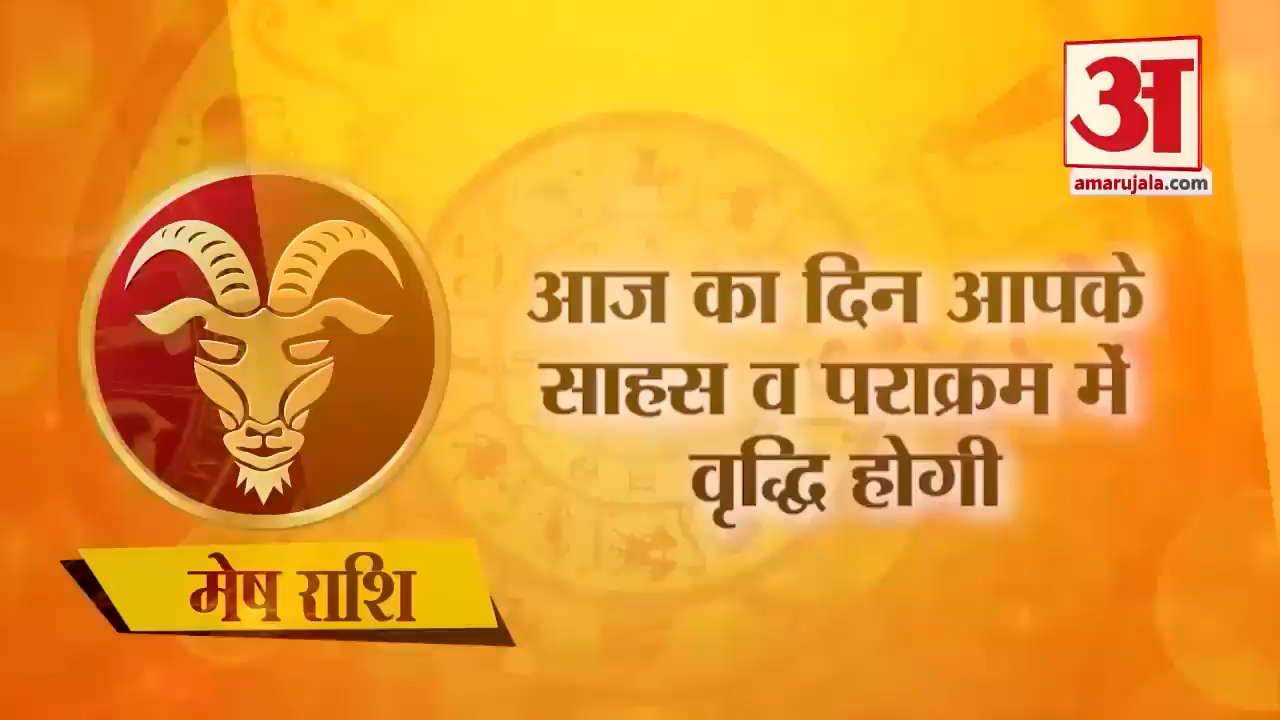 अ
amarujala.com
आज का दिन आपके
साहस व पराक्रम में
वृद्धि होगी
मेष राशि